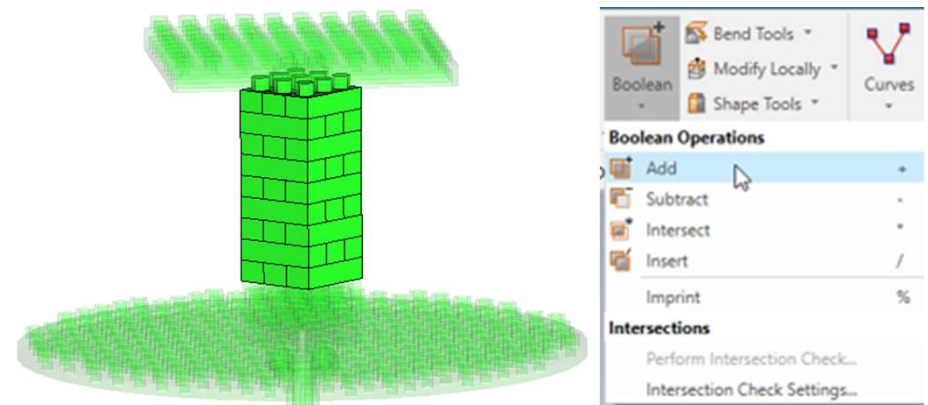 Boolean
Bend Tools
Modify Locally
Shape Tools
Curves
Boolean Operations
Add +
Subtract -
Intersect *
Insert /
Imprint %
Intersections
Perform Intersection Check...
Intersection Check Settings...